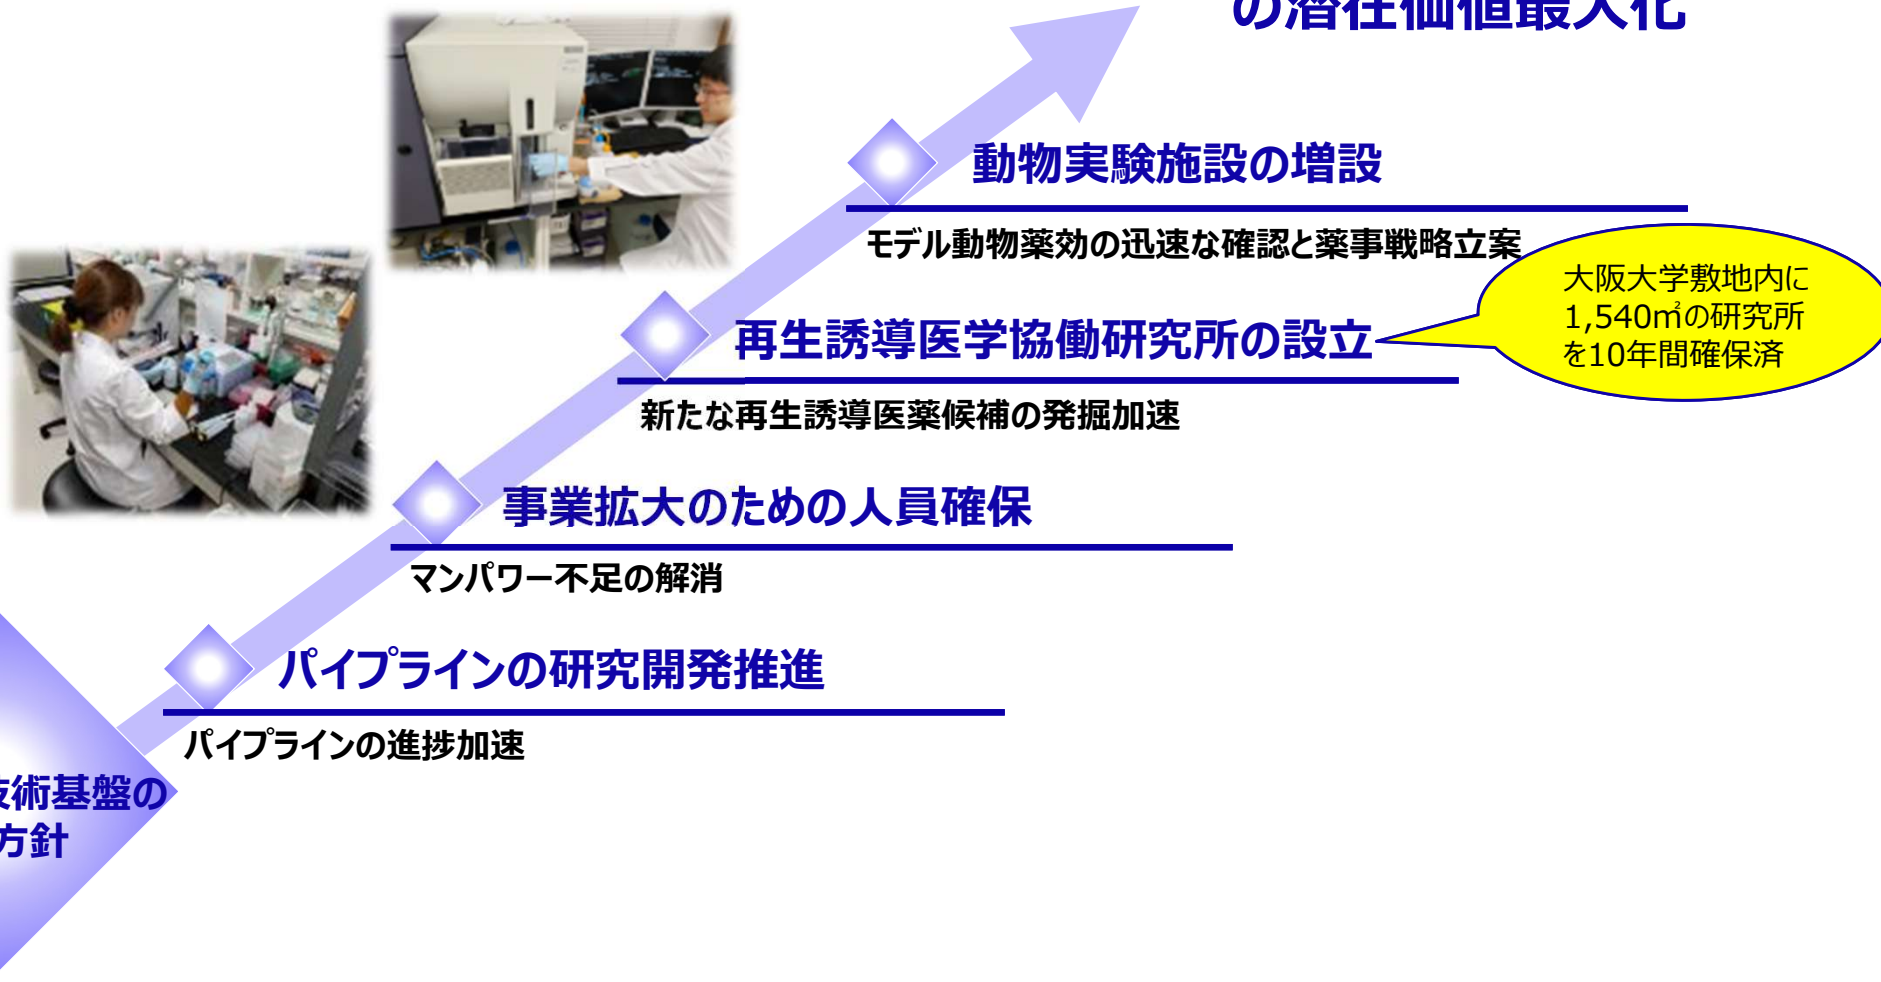 の潜在価値最大化
動物実験施設の増設
モデル動物薬効の迅速な確認と薬事戦略立案
大阪大学敷地内に
1,540㎡の研究所
を10年間確保済
再生誘導医学協働研究所の設立
新たな再生誘導医薬候補の発掘加速
事業拡大のための人員確保
マンパワー不足の解消
パイプラインの研究開発推進
パイプラインの進捗加速
技術基盤の
方針